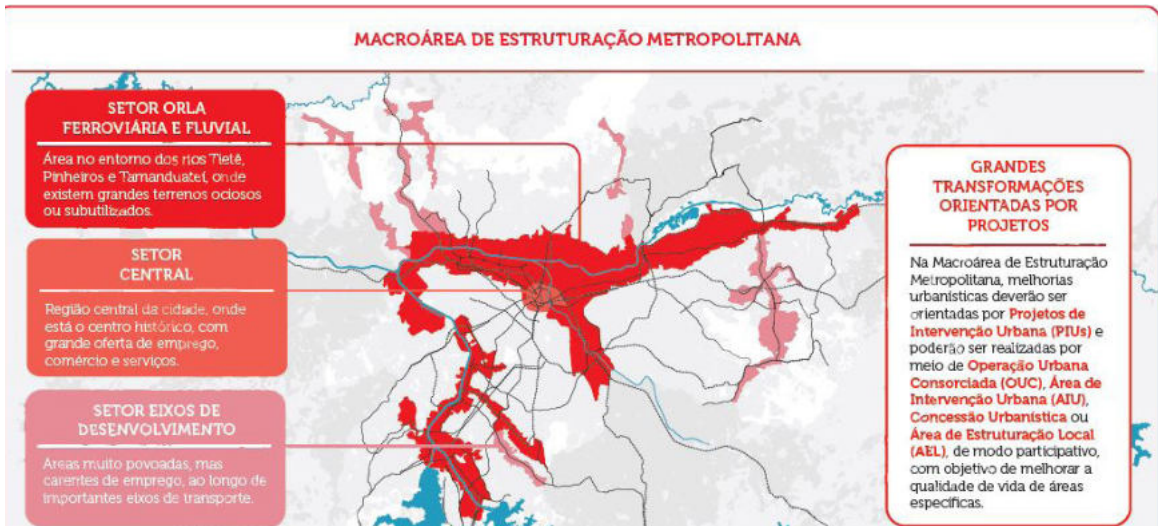 MACROÁREA DE ESTRUTURAÇÃO METROPOLITANA
SETOR ORLA
FERROVIÁRIA E FLUVIAL
Área no entorno dos rios Tietê,
Pinheiros e Tamanduateí, onde
existem grandes terrenos ociosos
ou subutilizados.
SETOR
CENTRAL
Região central da cidade, onde
está o centro histórico, com
grande oferta de emprego,
comércio e serviços.
SETOR EIXOS DE
DESENVOLVIMENTO
Áreas muito povoadas, mas
carentes de emprego, ao longo de
importantes eixos de transporte.
GRANDES
TRANSFORMAÇÕES
ORIENTADAS POR
PROJETOS
Na Macroárea de Estruturação
Metropolitana, melhorias
urbanísticas deverão ser
orientadas por Projetos de
Intervenção Urbana (PIUs) e
poderão ser realizadas por
meio de Operação Urbana
Consorciada (OUC), Área de
Intervenção Urbana (AIU),
Concessão Urbanística ou
Área de Estruturação Local
(AEL), de modo participativo,
com objetivo de melhorar a
qualidade de vida de áreas
específicas.